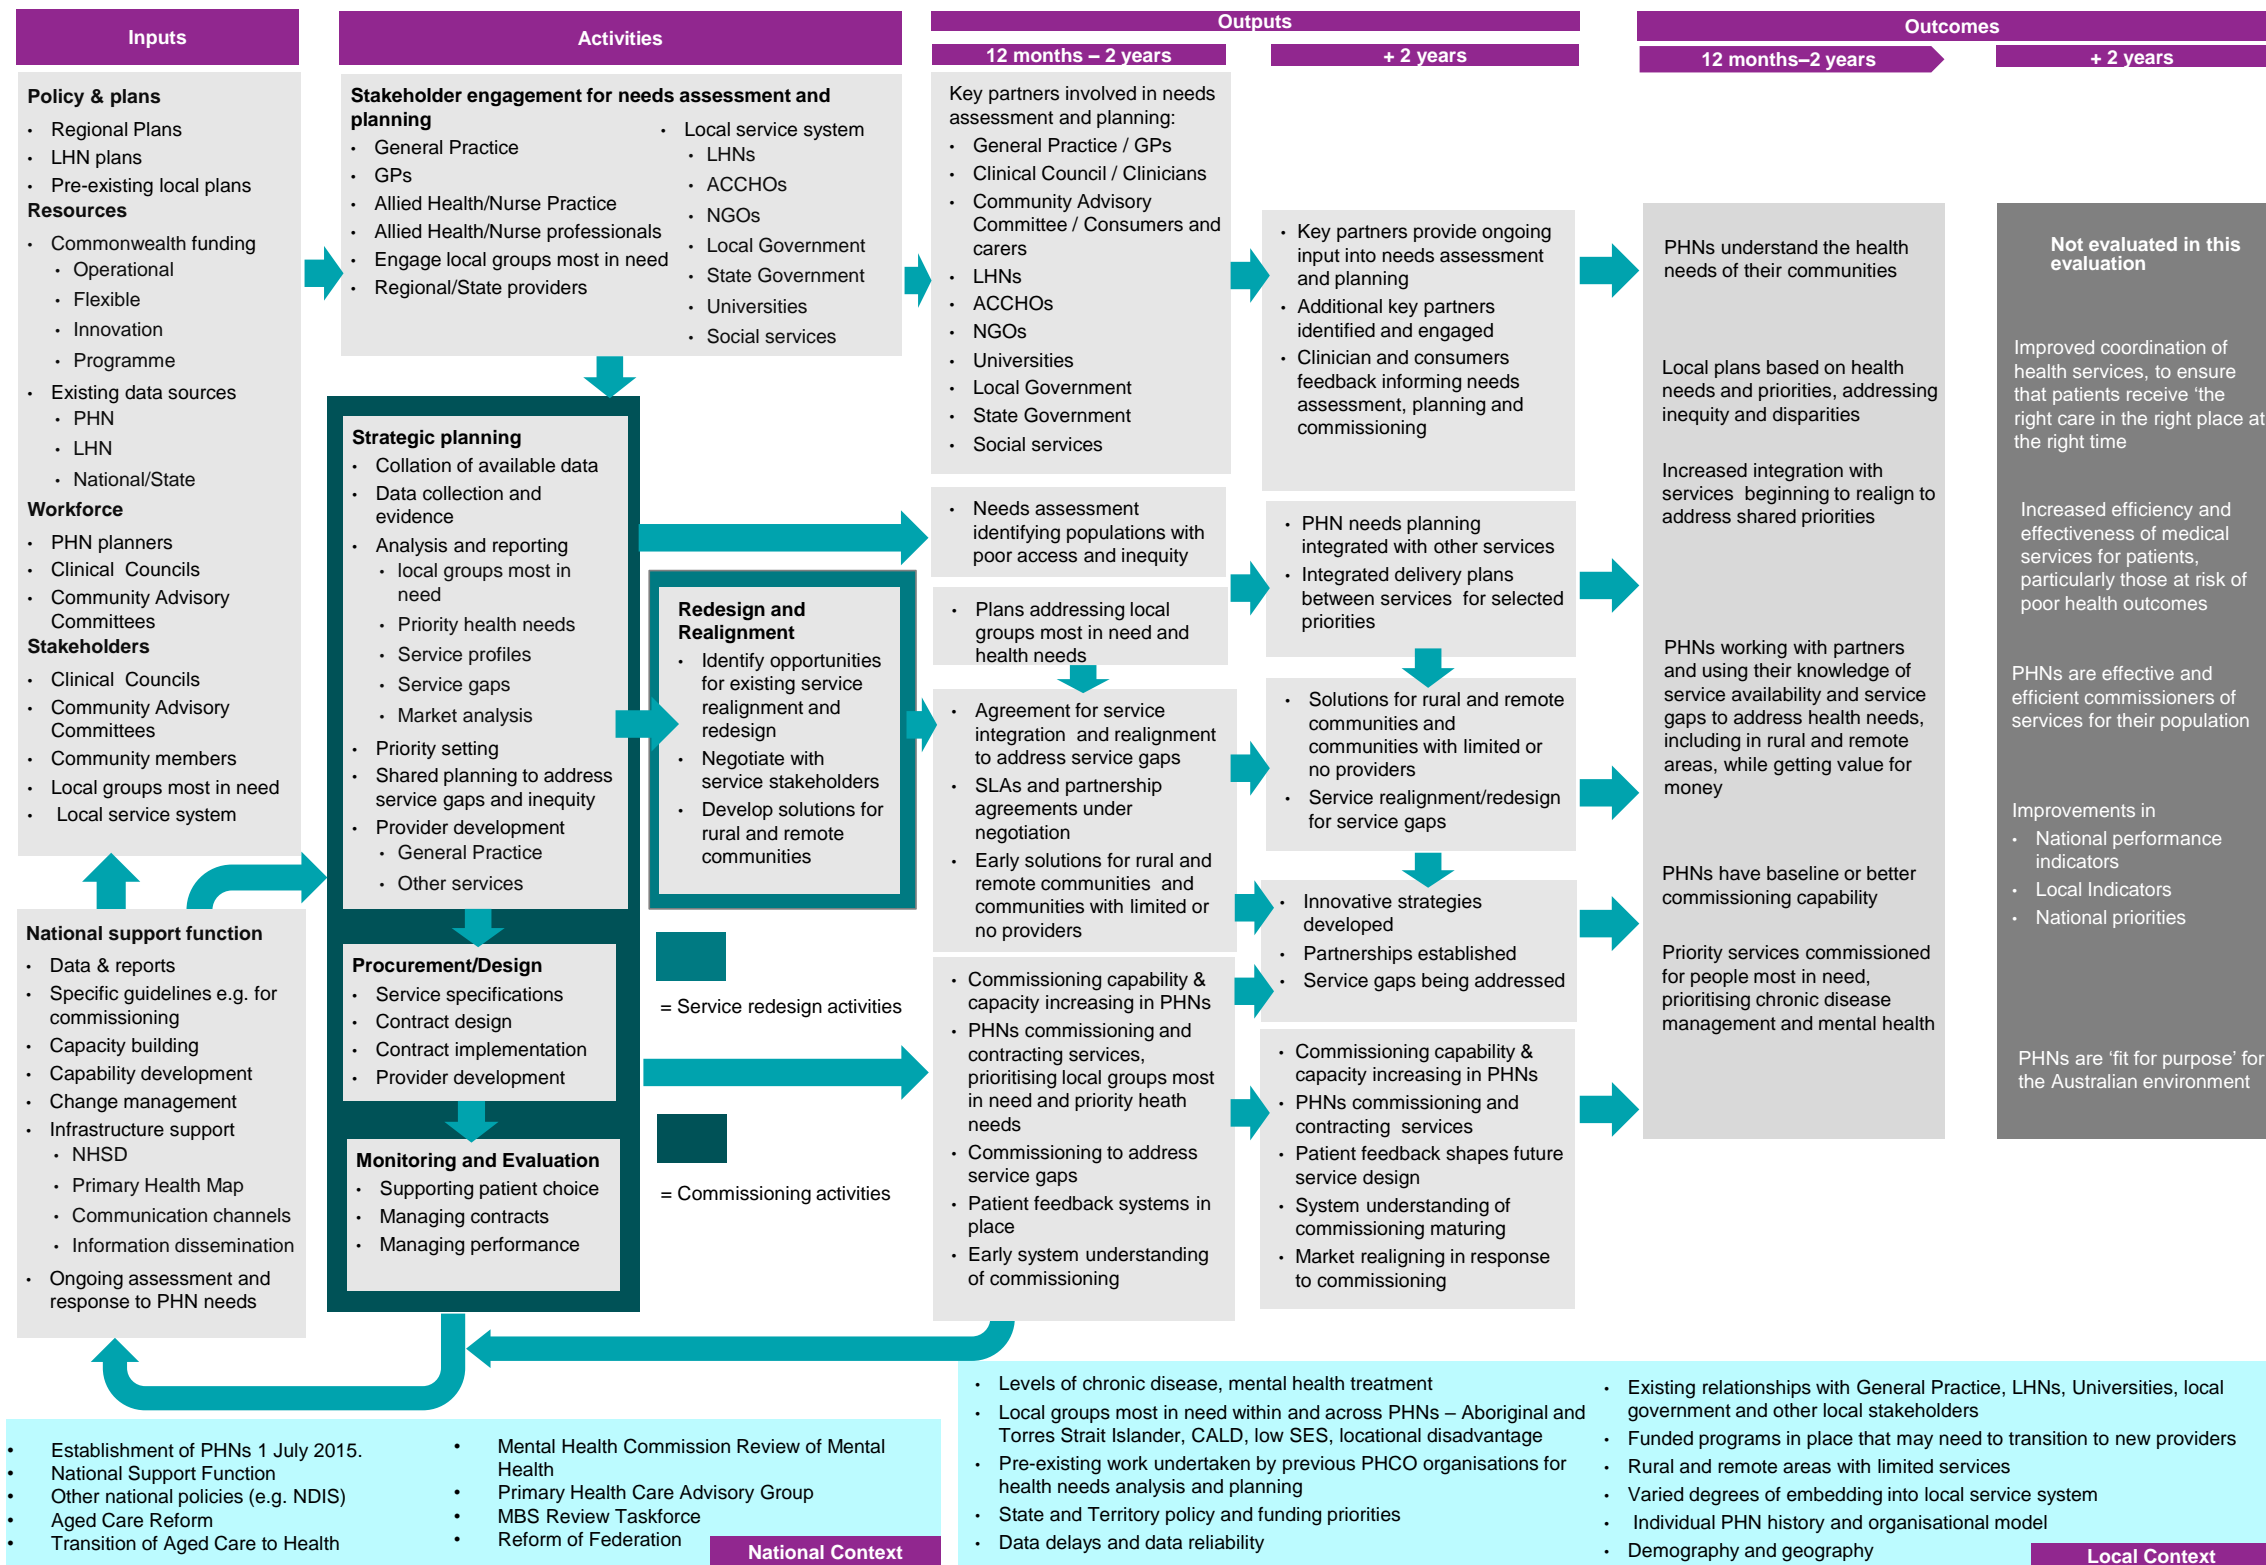 Inputs
Policy & plans
• Regional Plans
• LHN plans
• Pre-existing local plans
Resources
• Commonwealth funding
• Operational
• Flexible
• Innovation
• Programme
• Existing data sources
• PHN
• LHN
• National/State
Workforce
• PHN planners
• Clinical Councils
• Community Advisory
Committees
Stakeholders
• Clinical Councils
• Community Advisory
Committees
• Community members
• Local groups most in need
• Local service system
National support function
• Data & reports
• Specific guidelines e.g. for
commissioning
• Capacity building
• Capability development
• Change management
• Infrastructure support
• NHSD
• Primary Health Map
• Communication channels
• Information dissemination
• Ongoing assessment and
response to PHN needs
Activities
Stakeholder engagement for needs assessment and
planning
• General Practice
• GPs
• Allied Health/Nurse Practice
• Allied Health/Nurse professionals
• Engage local groups most in need
• Regional/State providers
• Local service system
• LHNs
• ACCHOs
• NGOs
• Local Government
• State Government
• Universities
• Social services
Strategic planning
• Collation of available data
• Data collection and
evidence
• Analysis and reporting
• local groups most in
need
• Priority health needs
• Service profiles
• Service gaps
• Market analysis
• Priority setting
• Shared planning to address
service gaps and inequity
• Provider development
• General Practice
• Other services
Procurement/Design
• Service specifications
• Contract design
• Contract implementation
• Provider development
Monitoring and Evaluation
• Supporting patient choice
• Managing contracts
• Managing performance
Redesign and
Realignment
• Identify opportunities
for existing service
realignment and
redesign
• Negotiate with
service stakeholders
• Develop solutions for
rural and remote
communities
= Service redesign activities
= Commissioning activities
Outputs
12 months – 2 years
Key partners involved in needs
assessment and planning:
• General Practice / GPs
• Clinical Council / Clinicians
• Community Advisory
Committee / Consumers and
carers
• LHNs
• ACCHOs
• NGOs
• Universities
• Local Government
• State Government
• Social services
• Needs assessment
identifying populations with
poor access and inequity
• Plans addressing local
groups most in need and
health needs
• Agreement for service
integration and realignment
to address service gaps
• SLAs and partnership
agreements under
negotiation
• Early solutions for rural and
remote communities and
communities with limited or
no providers
• Commissioning capability &
capacity increasing in PHNs
• PHNs commissioning and
contracting services,
prioritising local groups most
in need and priority heath
needs
• Commissioning to address
service gaps
• Patient feedback systems in
place
• Early system understanding
of commissioning
+ 2 years
• Key partners provide ongoing
input into needs assessment
and planning
• Additional key partners
identified and engaged
• Clinician and consumers
feedback informing needs
assessment, planning and
commissioning
• PHN needs planning
integrated with other services
• Integrated delivery plans
between services for selected
priorities
• Solutions for rural and remote
communities and
communities with limited or
no providers
• Service realignment/redesign
for service gaps
• Innovative strategies
developed
• Partnerships established
• Service gaps being addressed
• Commissioning capability &
capacity increasing in PHNs
• PHNs commissioning and
contracting services
• Patient feedback shapes future
service design
• System understanding of
commissioning maturing
• Market realigning in response
to commissioning
Outcomes
12 months–2 years
PHNs understand the health
needs of their communities
Local plans based on health
needs and priorities, addressing
inequity and disparities
Increased integration with
services beginning to realign to
address shared priorities
PHNs working with partners
and using their knowledge of
service availability and service
gaps to address health needs,
including in rural and remote
areas, while getting value for
money
PHNs have baseline or better
commissioning capability
Priority services commissioned
for people most in need,
prioritising chronic disease
management and mental health
+ 2 years
Not evaluated in this
evaluation
Improved coordination of
health services, to ensure
that patients receive ‘the
right care in the right place at
the right time
Increased efficiency and
effectiveness of medical
services for patients,
particularly those at risk of
poor health outcomes
PHNs are effective and
efficient commissioners of
services for their population
Improvements in
• National performance
indicators
• Local Indicators
• National priorities
PHNs are ‘fit for purpose’ for
the Australian environment
• Establishment of PHNs 1 July 2015.
• National Support Function
• Other national policies (e.g. NDIS)
• Aged Care Reform
• Transition of Aged Care to Health
• Mental Health Commission Review of Mental
Health
• Primary Health Care Advisory Group
• MBS Review Taskforce
• Reform of Federation
National Context
• Levels of chronic disease, mental health treatment
• Local groups most in need within and across PHNs – Aboriginal and
Torres Strait Islander, CALD, low SES, locational disadvantage
• Pre-existing work undertaken by previous PHCO organisations for
health needs analysis and planning
• State and Territory policy and funding priorities
• Data delays and data reliability
• Existing relationships with General Practice, LHNs, Universities, local
government and other local stakeholders
• Funded programs in place that may need to transition to new providers
• Rural and remote areas with limited services
• Varied degrees of embedding into local service system
• Individual PHN history and organisational model
• Demography and geography
Local Context